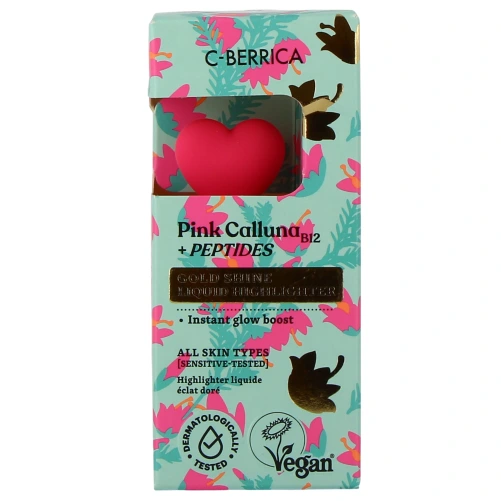 C-BERRICA
Pink Calluna B12
+ PEPTIDES
GOLD SHINE
LIQUID HIGHLIGHTER
• Instant glow boost
ALL SKIN TYPES
[SENSITIVE-TESTED]
Highlighter liquide
éclat doré
• DERMATOLOGICALLY • TESTED
Vegan